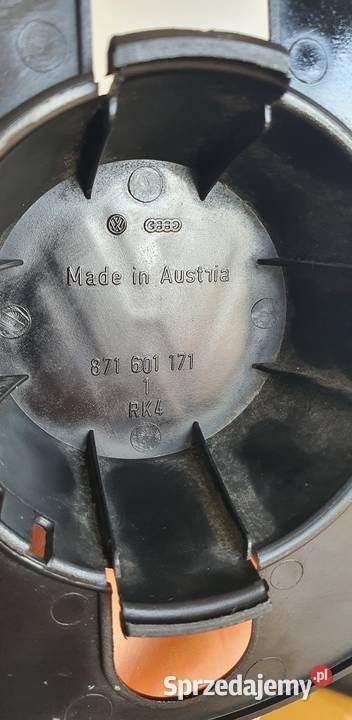 Made in Austria
871 601 171
1
RK4
Sprzedajemy.pl